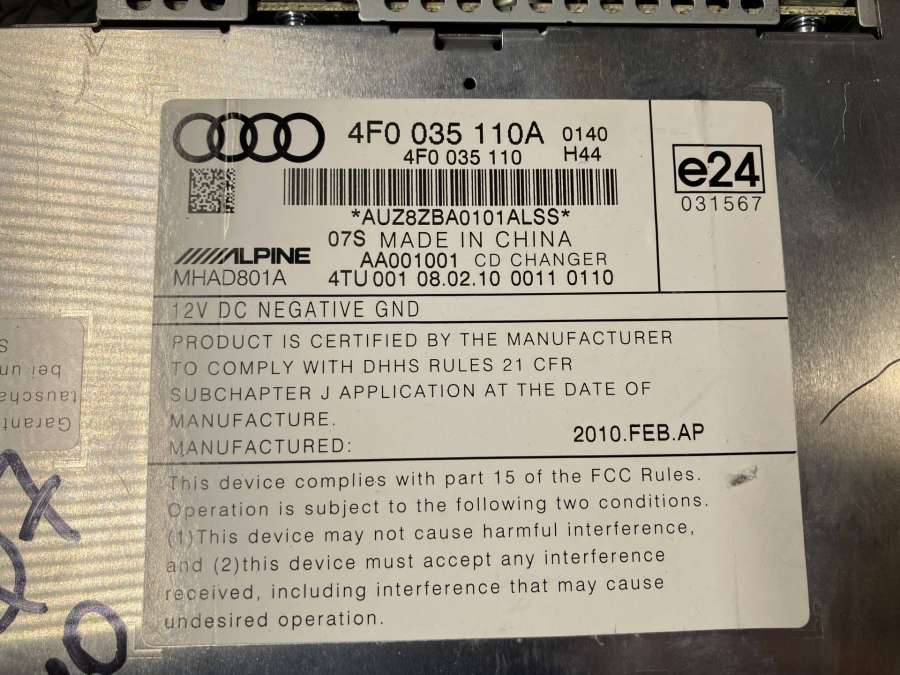 4F0 035 110A 0140
4F0 035 110 H44
e24
031567
*AUZ8ZBA0101ALSS*
07S MADE IN CHINA
ALPINE AA001001 CD CHANGER
MHAD801A 4TU 001 08.02.10 0011 0110
12V DC NEGATIVE GND
PRODUCT IS CERTIFIED BY THE MANUFACTURER
TO COMPLY WITH DHHS RULES 21 CFR
SUBCHAPTER J APPLICATION AT THE DATE OF
MANUFACTURE.
MANUFACTURED: 2010.FEB.AP
This device complies with part 15 of the FCC Rules.
Operation is subject to the following two conditions.
(1)This device may not cause harmful interference,
and (2)this device must accept any interference
received, including interference that may cause
undesired operation.
Garant
tauscha
bei un